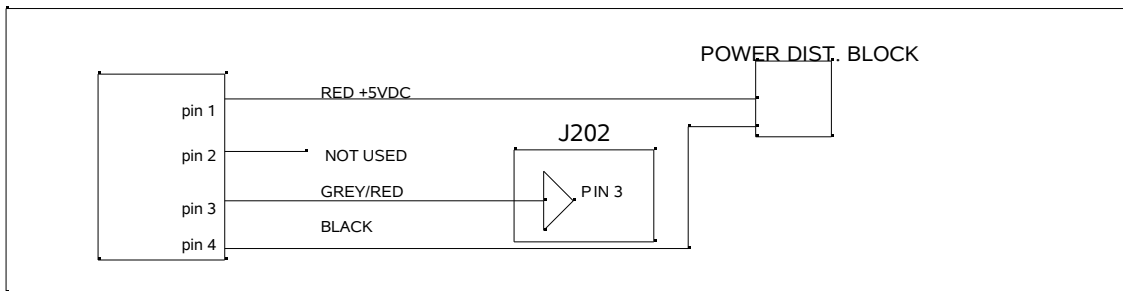 POWER DIST. BLOCK
RED +5VDC
pin 1
J202
pin 2
NOT USED
GREY/RED
PIN 3
pin 3
BLACK
pin 4